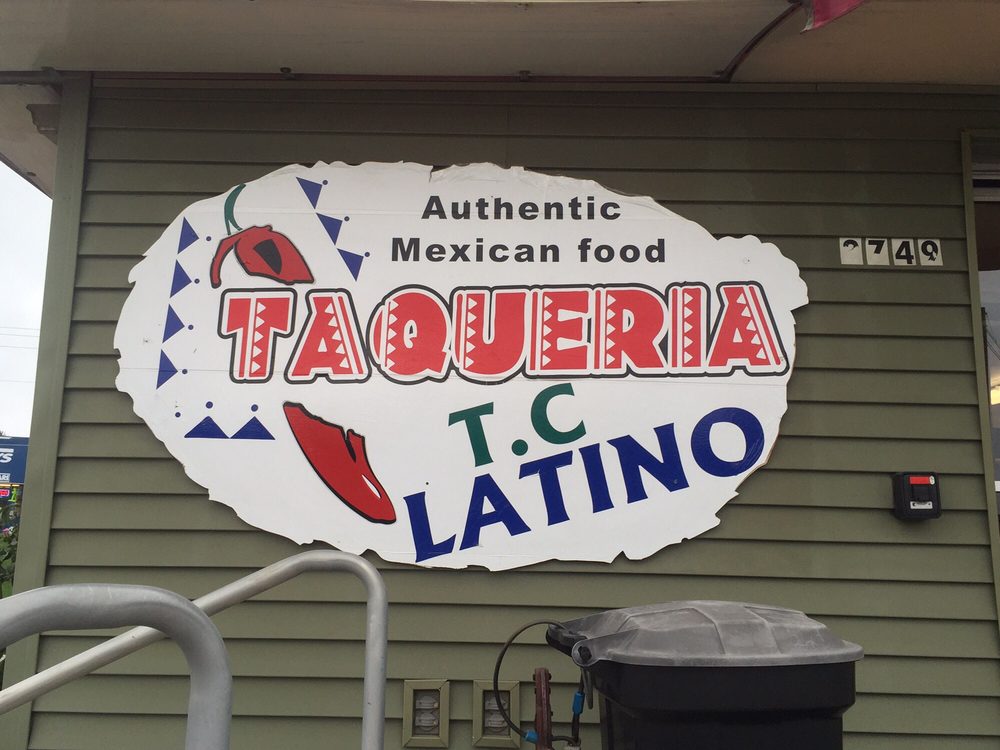 Authentic
Mexican food
TAQUERIA
T.C
LATINO